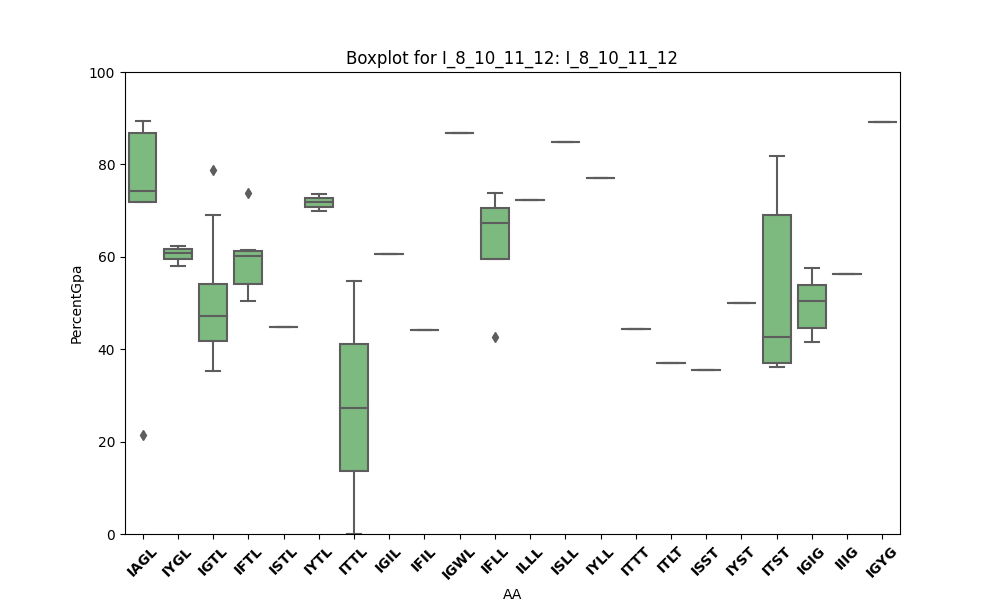 Boxplot for I_8_10_11_12: I_8_10_11_12
PercentGpa
100
80
60
40
20
0
IAGL IYGL IGTL IFTL ISTL IYTL ITTL IGIL IFIL IGWL IFLL ILLL ISLL IYLL ITTT ITLT ISST IYST ITST IGIG IIIG IGYG
AA